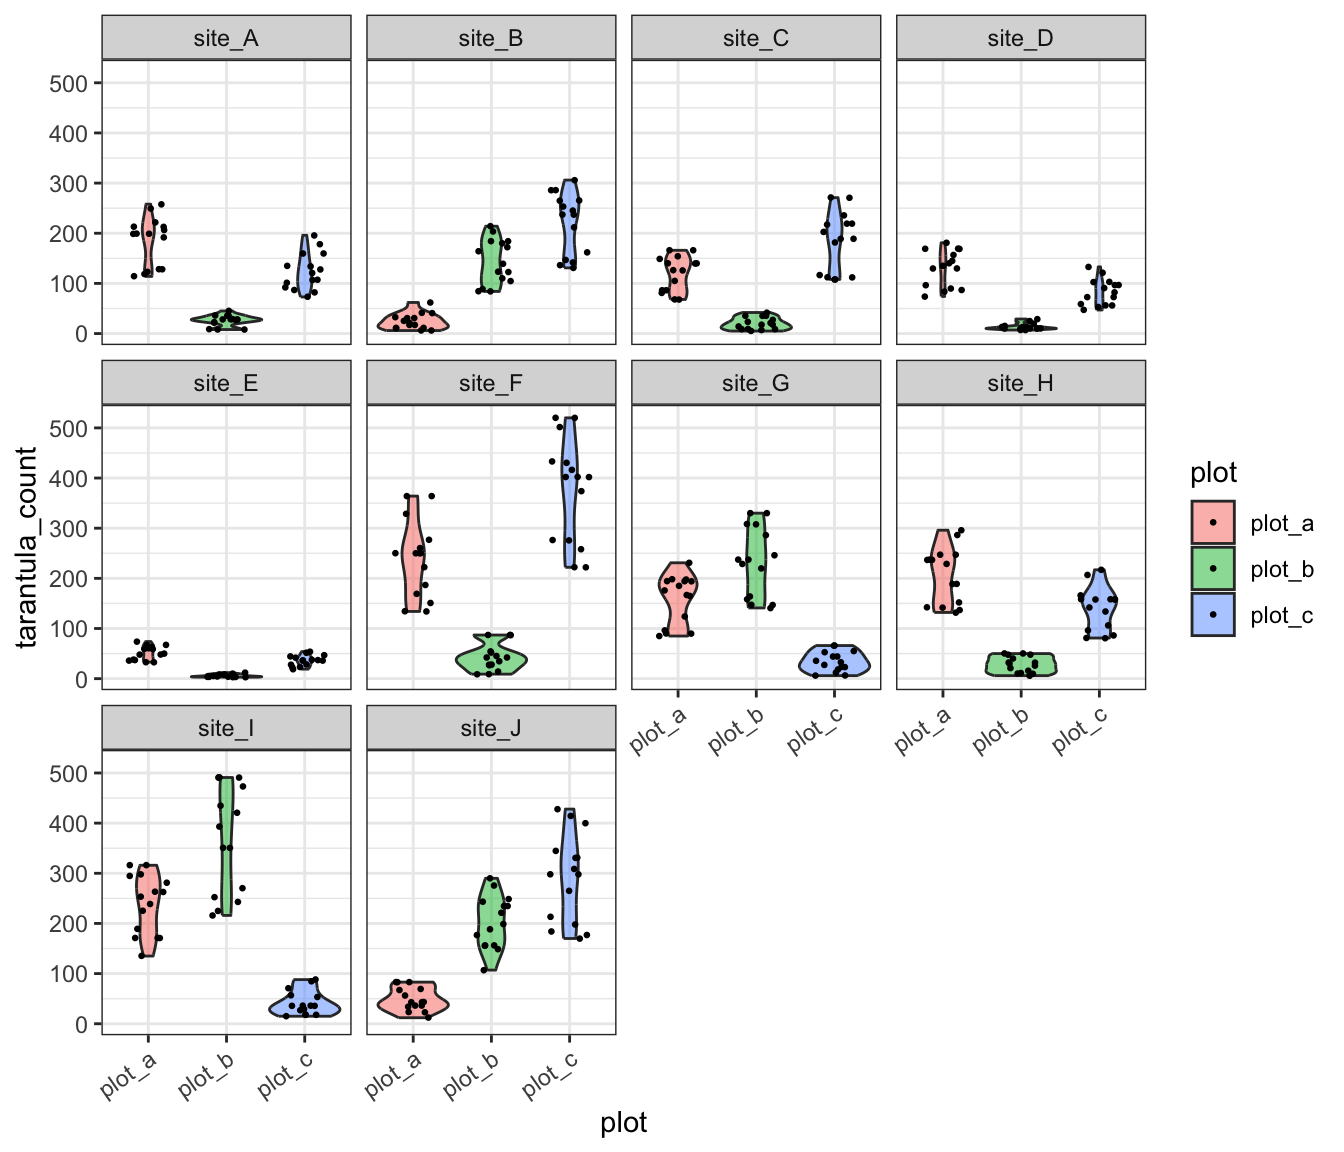 site_A site_B site_C site_D
500
400
300
200
100
0
site_E site_F site_G site_H
500
400
300
200
100
0
tarantula_count
plot
plot_a
plot_b
plot_c
plot_a plot_b plot_c plot_a plot_b plot_c
site_I site_J
500
400
300
200
100
0
plot_a plot_b plot_c plot_a plot_b plot_c
plot